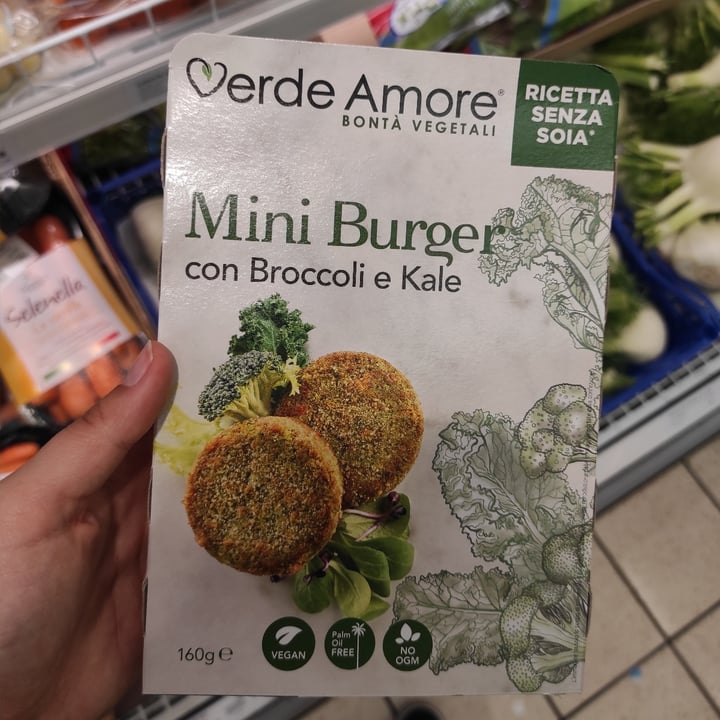 Verde Amore®
BONTÀ VEGETALI
RICETTA
SENZA
SOIA*
Mini Burger
con Broccoli e Kale
160g e
VEGAN
Palm
Oil
FREE
NO
OGM
Selenella